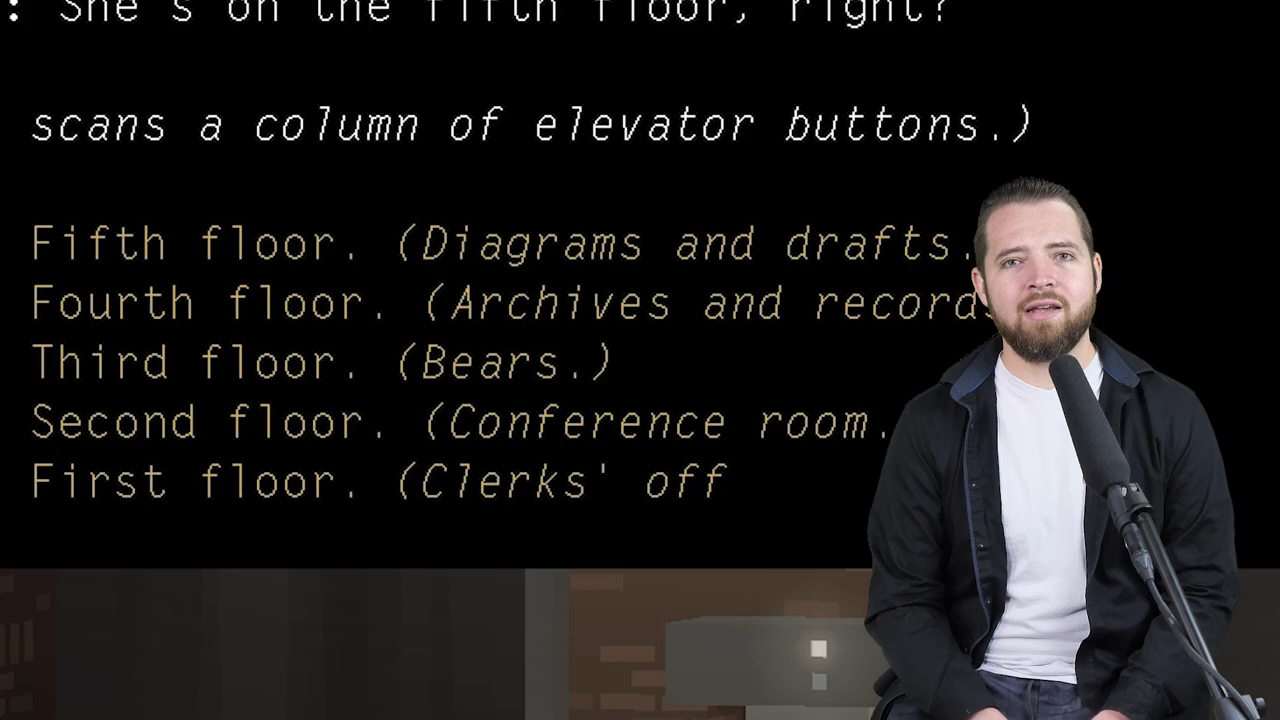 : She's on the fifth floor, right?
scans a column of elevator buttons.)
Fifth floor. (Diagrams and drafts.
Fourth floor. (Archives and records
Third floor. (Bears.)
Second floor. (Conference room.
First floor. (Clerks' off